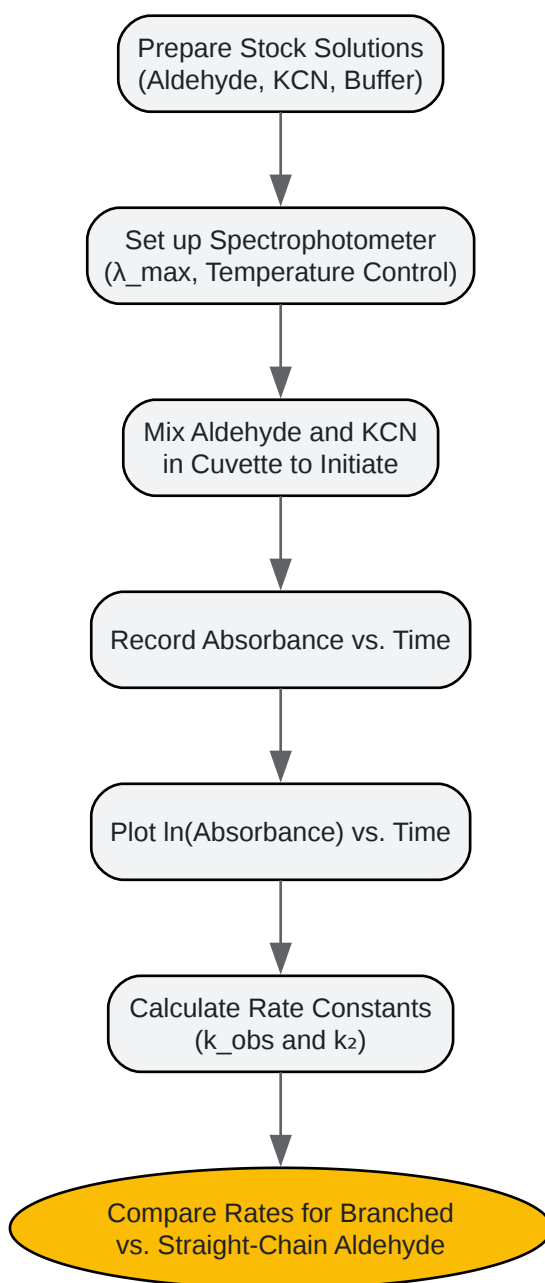 Prepare Stock Solutions
(Aldehyde, KCN, Buffer)
Set up Spectrophotometer
(λ_max, Temperature Control)
Mix Aldehyde and KCN
in Cuvette to Initiate
Record Absorbance vs. Time
Plot ln(Absorbance) vs. Time
Calculate Rate Constants
(k_obs and k₂)
Compare Rates for Branched
vs. Straight-Chain Aldehyde